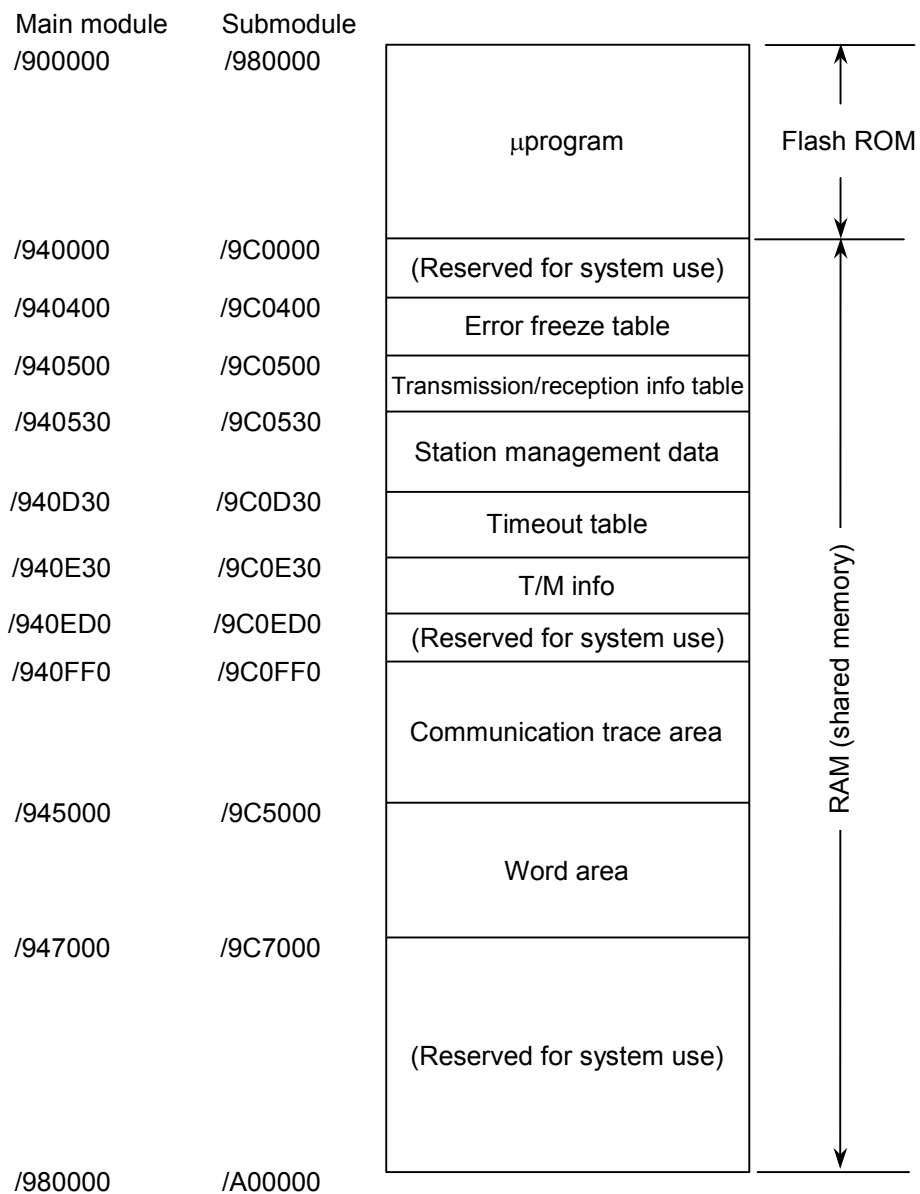 Main module Submodule
/900000 /980000
μprogram
Flash ROM
/940000 /9C0000
(Reserved for system use)
/940400 /9C0400
Error freeze table
/940500 /9C0500
Transmission/reception info table
/940530 /9C0530
Station management data
/940D30 /9C0D30
Timeout table
/940E30 /9C0E30
T/M info
/940ED0 /9C0ED0
(Reserved for system use)
/940FF0 /9C0FF0
Communication trace area
RAM (shared memory)
/945000 /9C5000
Word area
/947000 /9C7000
(Reserved for system use)
/980000 /A00000